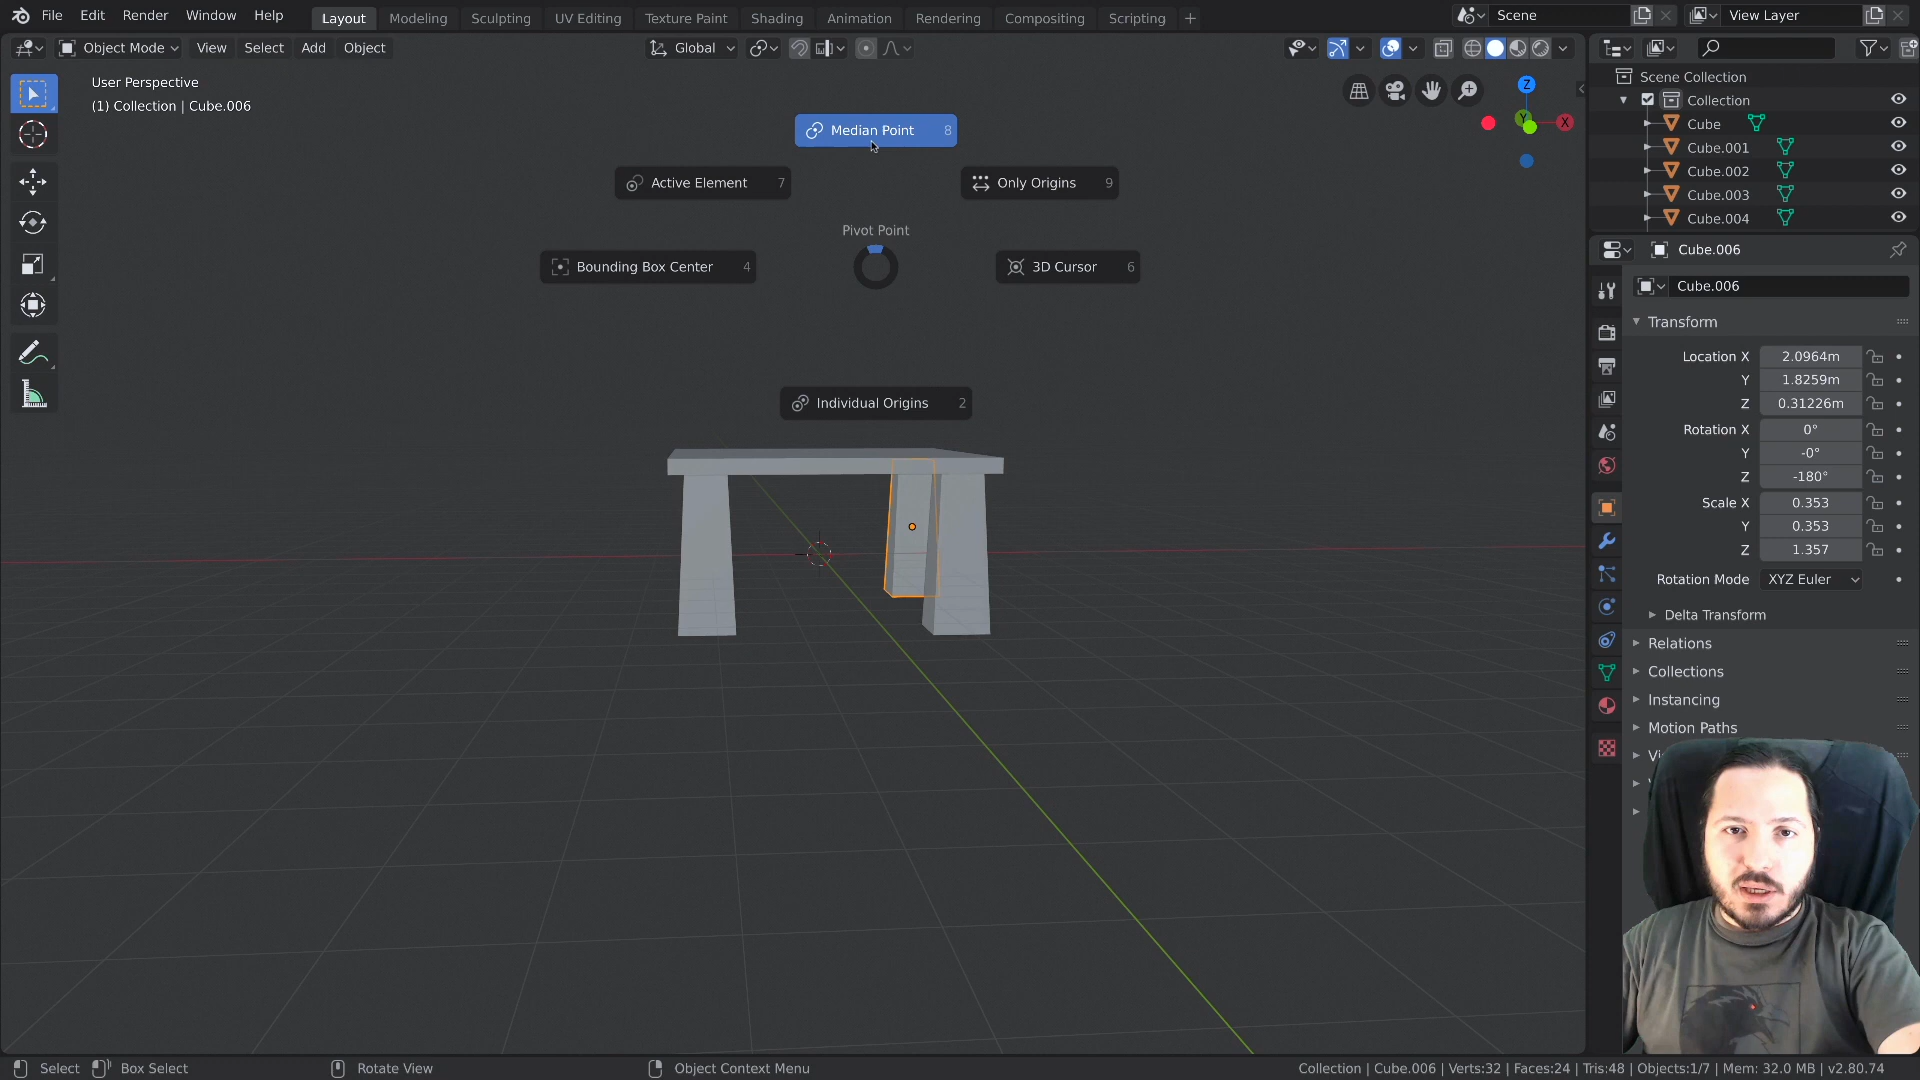 File Edit Render Window Help Layout Modeling Sculpting UV Editing Texture Paint Shading Animation Rendering Compositing Scripting + Scene View Layer
Object Mode View Select Add Object Global
User Perspective
(1) Collection | Cube.006
Median Point 8
Active Element 7
Only Origins 9
Pivot Point
Bounding Box Center 4
3D Cursor 6
Individual Origins 2
Z
Y
X
Scene Collection
Collection
Cube
Cube.001
Cube.002
Cube.003
Cube.004
Cube.006
Cube.006
Transform
Location X 2.0964m
Y 1.8259m
Z 0.31226m
Rotation X 0°
Y -0°
Z -180°
Scale X 0.353
Y 0.353
Z 1.357
Rotation Mode XYZ Euler
Delta Transform
Relations
Collections
Instancing
Motion Paths
Select Box Select Rotate View Object Context Menu Collection | Cube.006 | Verts:32 | Faces:24 | Tris:48 | Objects:1/7 | Mem: 32.0 MB | v2.80.74